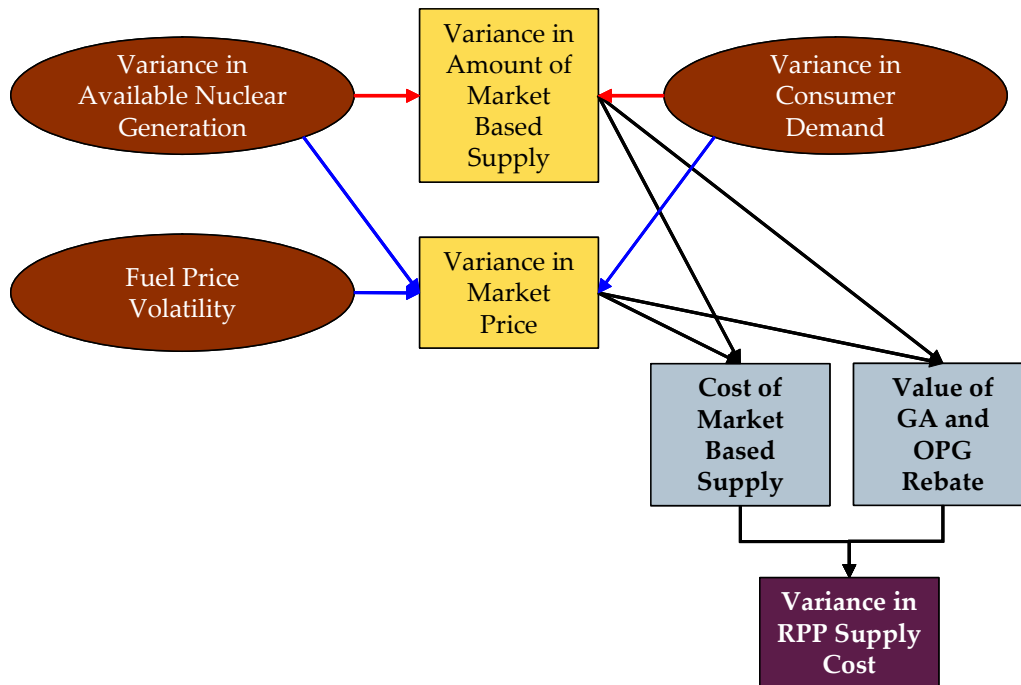 Variance in
Available Nuclear
Generation
Variance in
Amount of
Market
Based
Supply
Variance in
Consumer
Demand
Fuel Price
Volatility
Variance in
Market
Price
Cost of
Market
Based
Supply
Value of
GA and
OPG
Rebate
Variance in
RPP Supply
Cost